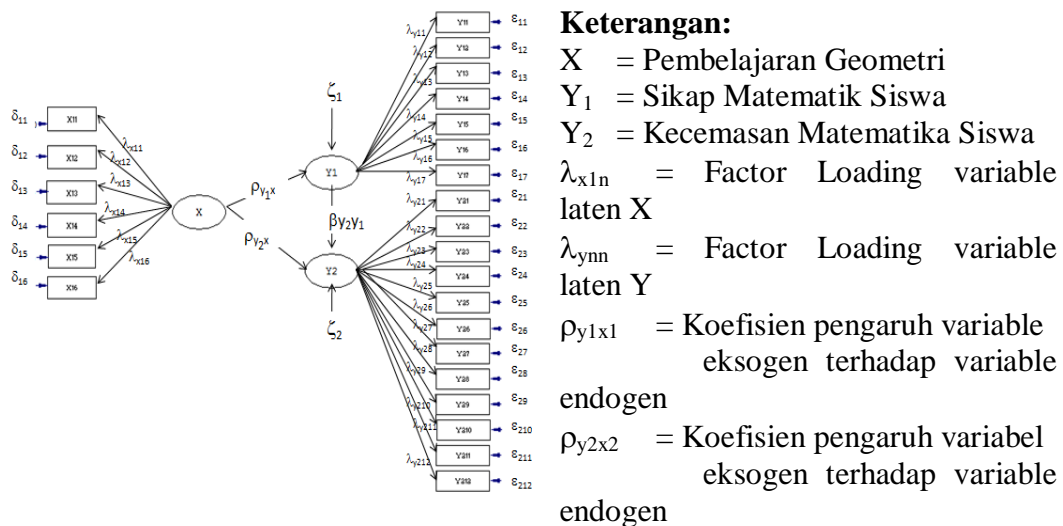 δ11
X11
δ12
X12
δ13
X13
δ14
X14
δ15
X15
δ16
X16
λx11
λx12
λx13
λx14
λx15
λx16
X
ρy1x
ρy2x
ζ1
Y1
βy2y1
Y2
ζ2
λy11
λy12
λy13
λy14
λy15
λy16
λy17
λy21
λy22
λy23
λy24
λy25
λy26
λy27
λy28
λy29
λy210
λy211
λy212
Y11
ε11
Y12
ε12
Y13
ε13
Y14
ε14
Y15
ε15
Y16
ε16
Y17
ε17
Y21
ε21
Y22
ε22
Y23
ε23
Y24
ε24
Y25
ε25
Y26
ε26
Y27
ε27
Y28
ε28
Y29
ε29
Y210
ε210
Y211
ε211
Y212
ε212
Keterangan:
X = Pembelajaran Geometri
Y1 = Sikap Matematik Siswa
Y2 = Kecemasan Matematika Siswa
λx1n = Factor Loading variable
laten X
λynn = Factor Loading variable
laten Y
ρy1x1 = Koefisien pengaruh variable
eksogen terhadap variable
endogen
ρy2x2 = Koefisien pengaruh variabel
eksogen terhadap variable
endogen